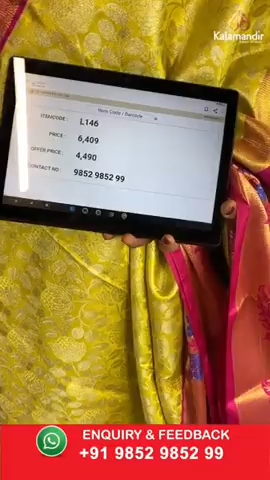 Kalamandir
Item Code / Barcode
ITEMCODE : L146
PRICE : 6,409
OFFER PRICE : 4,490
CONTACT NO : 9852 9852 99
ENQUIRY & FEEDBACK
+91 9852 9852 99